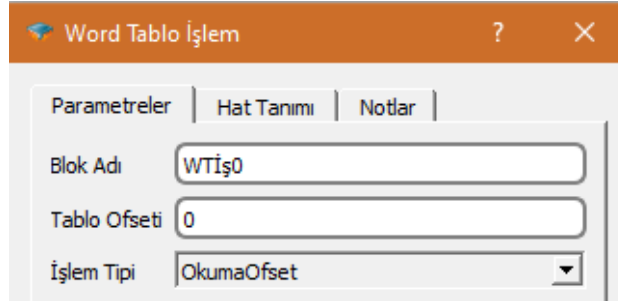 Word Tablo İşlem ? ×
Parametreler Hat Tanımı Notlar
Blok Adı WTİş0
Tablo Ofseti 0
İşlem Tipi OkumaOfset